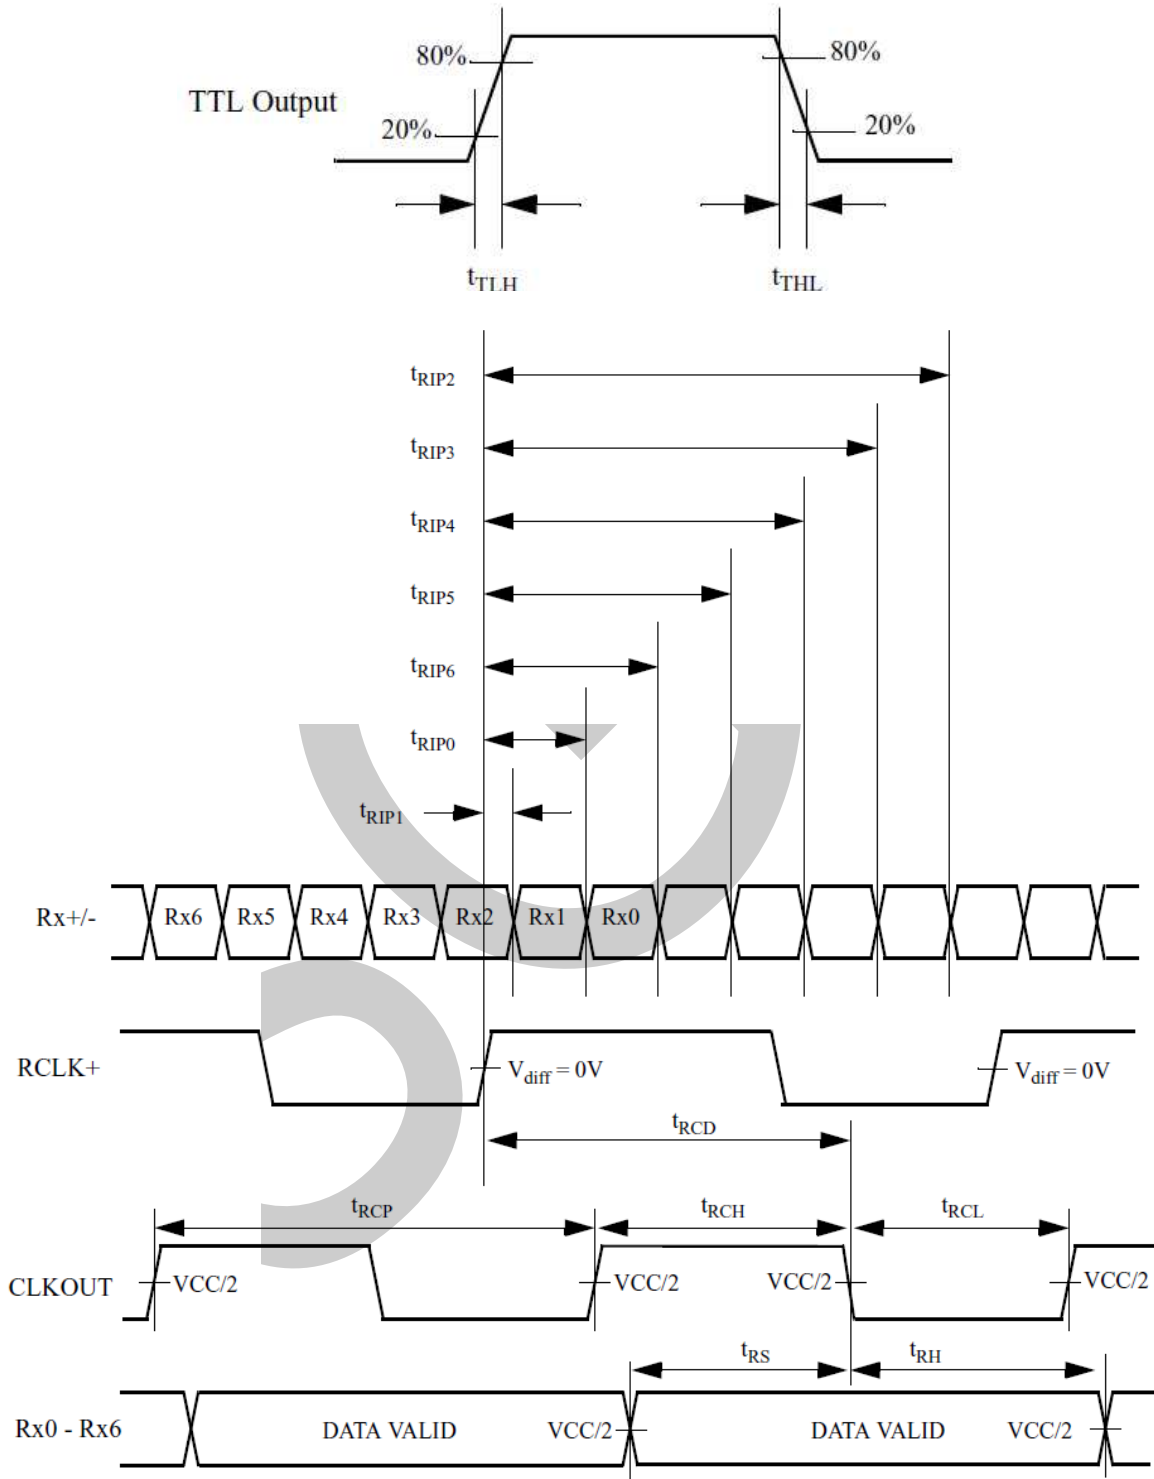 80%
80%
TTL Output
20%
20%
tTLH
tTHL
tRIP2
tRIP3
tRIP4
tRIP5
tRIP6
tRIP0
tRIP1
Rx+/-
Rx6
Rx5
Rx4
Rx3
Rx2
Rx1
Rx0
RCLK+
Vdiff = 0V
Vdiff = 0V
tRCD
tRCP
tRCH
tRCL
CLKOUT
VCC/2
VCC/2
VCC/2
VCC/2
tRS
tRH
Rx0 - Rx6
DATA VALID
VCC/2
DATA VALID
VCC/2